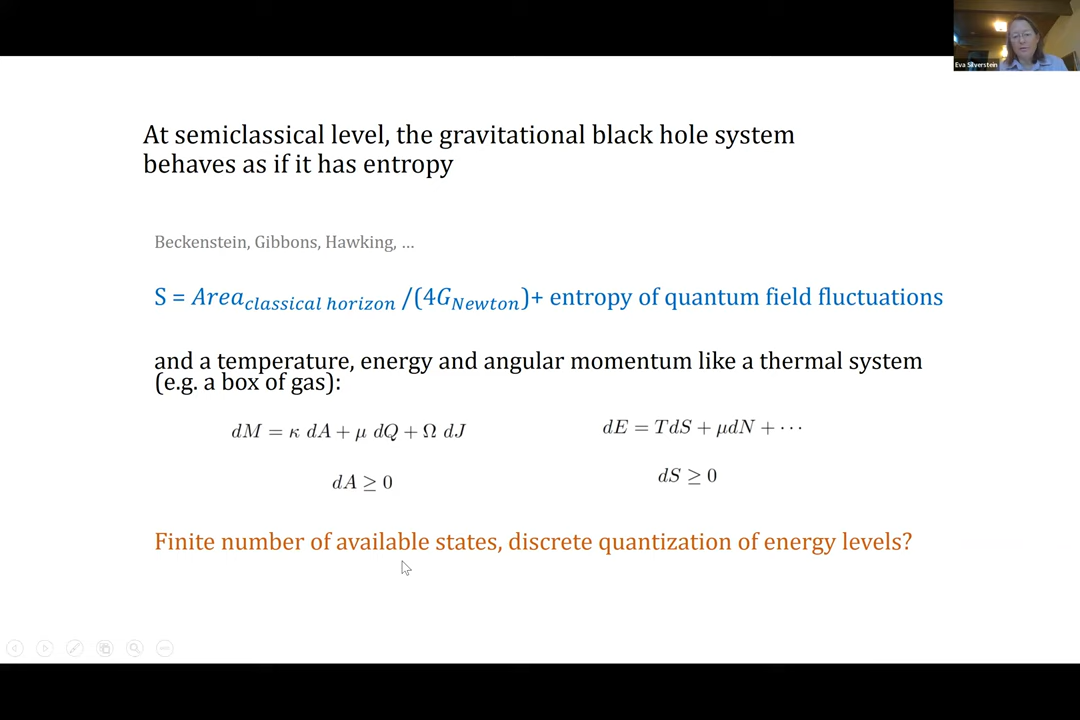 Eva Silverstein
At semiclassical level, the gravitational black hole system
behaves as if it has entropy
Beckenstein, Gibbons, Hawking, …
S = Area_classical horizon /(4G_Newton)+ entropy of quantum field fluctuations
and a temperature, energy and angular momentum like a thermal system
(e.g. a box of gas):
dM = κ dA + μ dQ + Ω dJ
dE = TdS + μdN + ···
dA ≥ 0
dS ≥ 0
Finite number of available states, discrete quantization of energy levels?